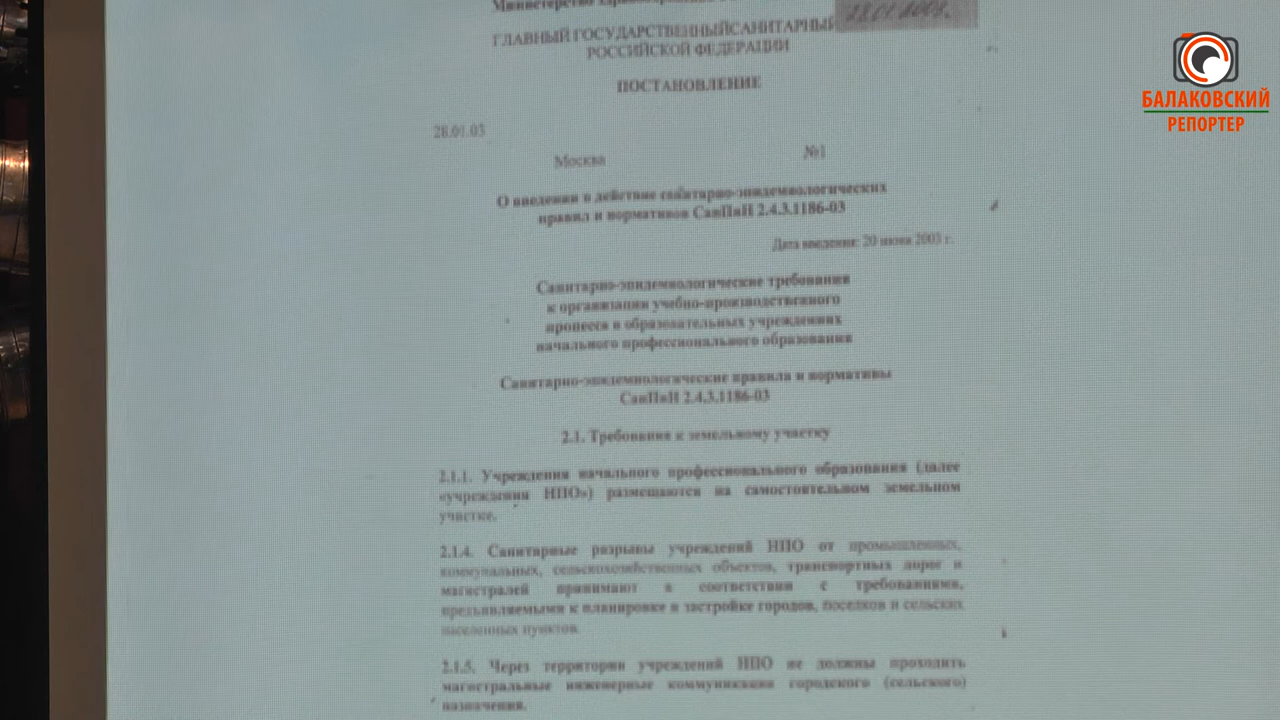 Министерство
28.01.2003г.
ГЛАВНЫЙ ГОСУДАРСТВЕННЫЙСАНИТАРНЫЙ
РОССИЙСКОЙ ФЕДЕРАЦИИ
ПОСТАНОВЛЕНИЕ
28.01.03
Москва №1
О введении в действие санитарно-эпидемиологических
правил и нормативов СанПиН 2.4.3.1186-03
Дата введения: 20 июня 2003 г.
Санитарно-эпидемиологические требования
к организации учебно-производственного
процесса в образовательных учреждениях
начального профессионального образования
Санитарно-эпидемиологические правила и нормативы
СанПиН 2.4.3.1186-03
2.1. Требования к земельному участку
2.1.1. Учреждения начального профессионального образования (далее
«учреждения НПО») размещаются на самостоятельном земельном
участке.
2.1.4. Санитарные разрывы учреждений НПО от промышленных,
коммунальных, сельскохозяйственных объектов, транспортных дорог и
магистралей принимают в соответствии с требованиями,
предъявляемыми к планировке и застройке городов, поселков и сельских
населенных пунктов.
2.1.5. Через территории учреждений НПО не должны проходить
магистральные инженерные коммуникации городского (сельского)
назначения.
БАЛАКОВСКИЙ
РЕПОРТЕР